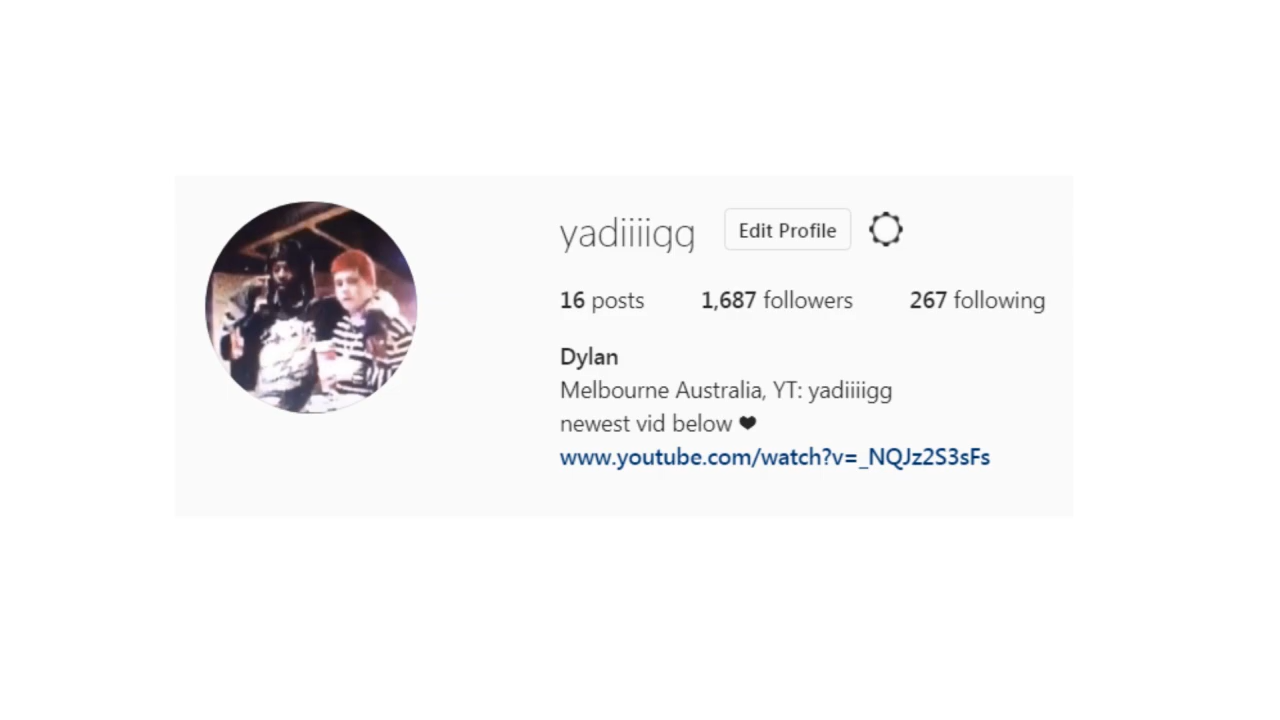 yadiiiigg Edit Profile
16 posts 1,687 followers 267 following
Dylan
Melbourne Australia, YT: yadiiiigg
newest vid below ❤
www.youtube.com/watch?v=_NQJz2S3sFs